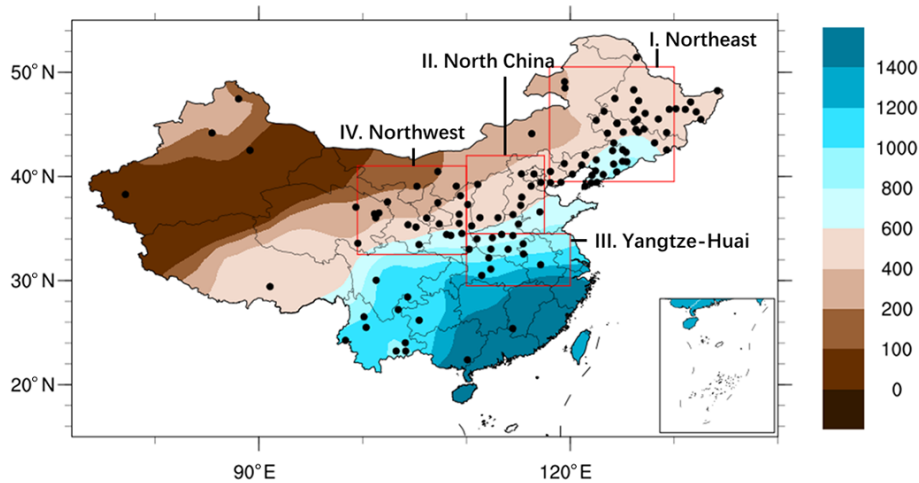 I. Northeast
II. North China
50° N
IV. Northwest
40° N
III. Yangtze-Huai
30° N
20° N
90°E
120°E
1400
1200
1000
800
600
400
200
100
0